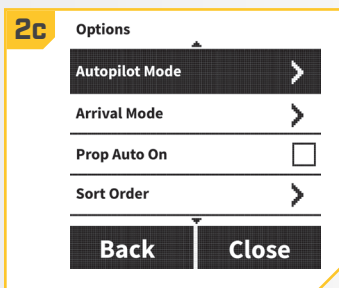 2c
Options
Autopilot Mode
Arrival Mode
Prop Auto On
Sort Order
Back Close